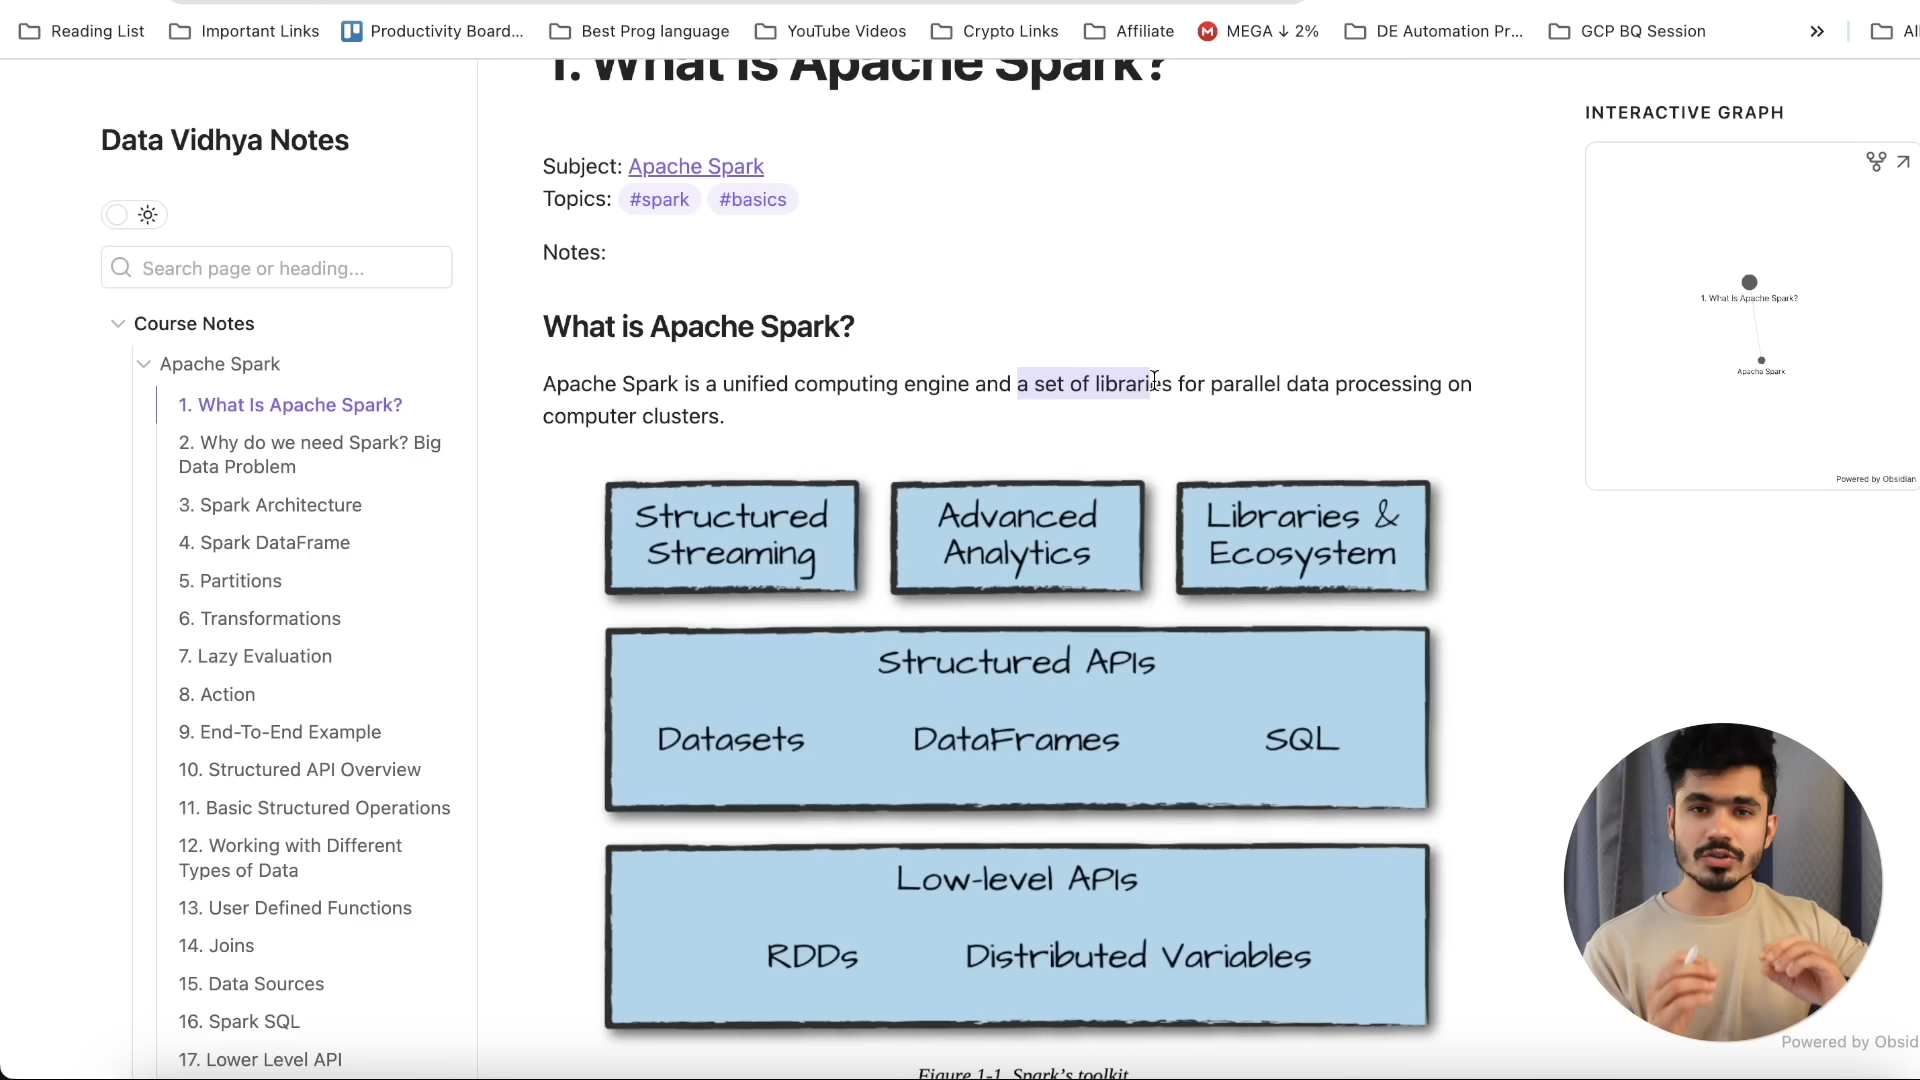 Reading List
Important Links
Productivity Board...
Best Prog language
YouTube Videos
Crypto Links
Affiliate
MEGA ↓ 2%
DE Automation Pr...
GCP BQ Session
»
1. What Is Apache Spark?
Data Vidhya Notes
Search page or heading...
Course Notes
Apache Spark
1. What Is Apache Spark?
2. Why do we need Spark? Big
Data Problem
3. Spark Architecture
4. Spark DataFrame
5. Partitions
6. Transformations
7. Lazy Evaluation
8. Action
9. End-To-End Example
10. Structured API Overview
11. Basic Structured Operations
12. Working with Different
Types of Data
13. User Defined Functions
14. Joins
15. Data Sources
16. Spark SQL
17. Lower Level API
Subject: Apache Spark
Topics: #spark #basics
Notes:
What is Apache Spark?
Apache Spark is a unified computing engine and a set of libraries for parallel data processing on
computer clusters.
Structured
Streaming
Advanced
Analytics
Libraries &
Ecosystem
Structured APIs
Datasets
DataFrames
SQL
Low-level APIs
RDDs
Distributed Variables
Figure 1-1. Spark's toolkit
INTERACTIVE GRAPH
1. What Is Apache Spark?
Apache Spark
Powered by Obsidian
Powered by Obsid